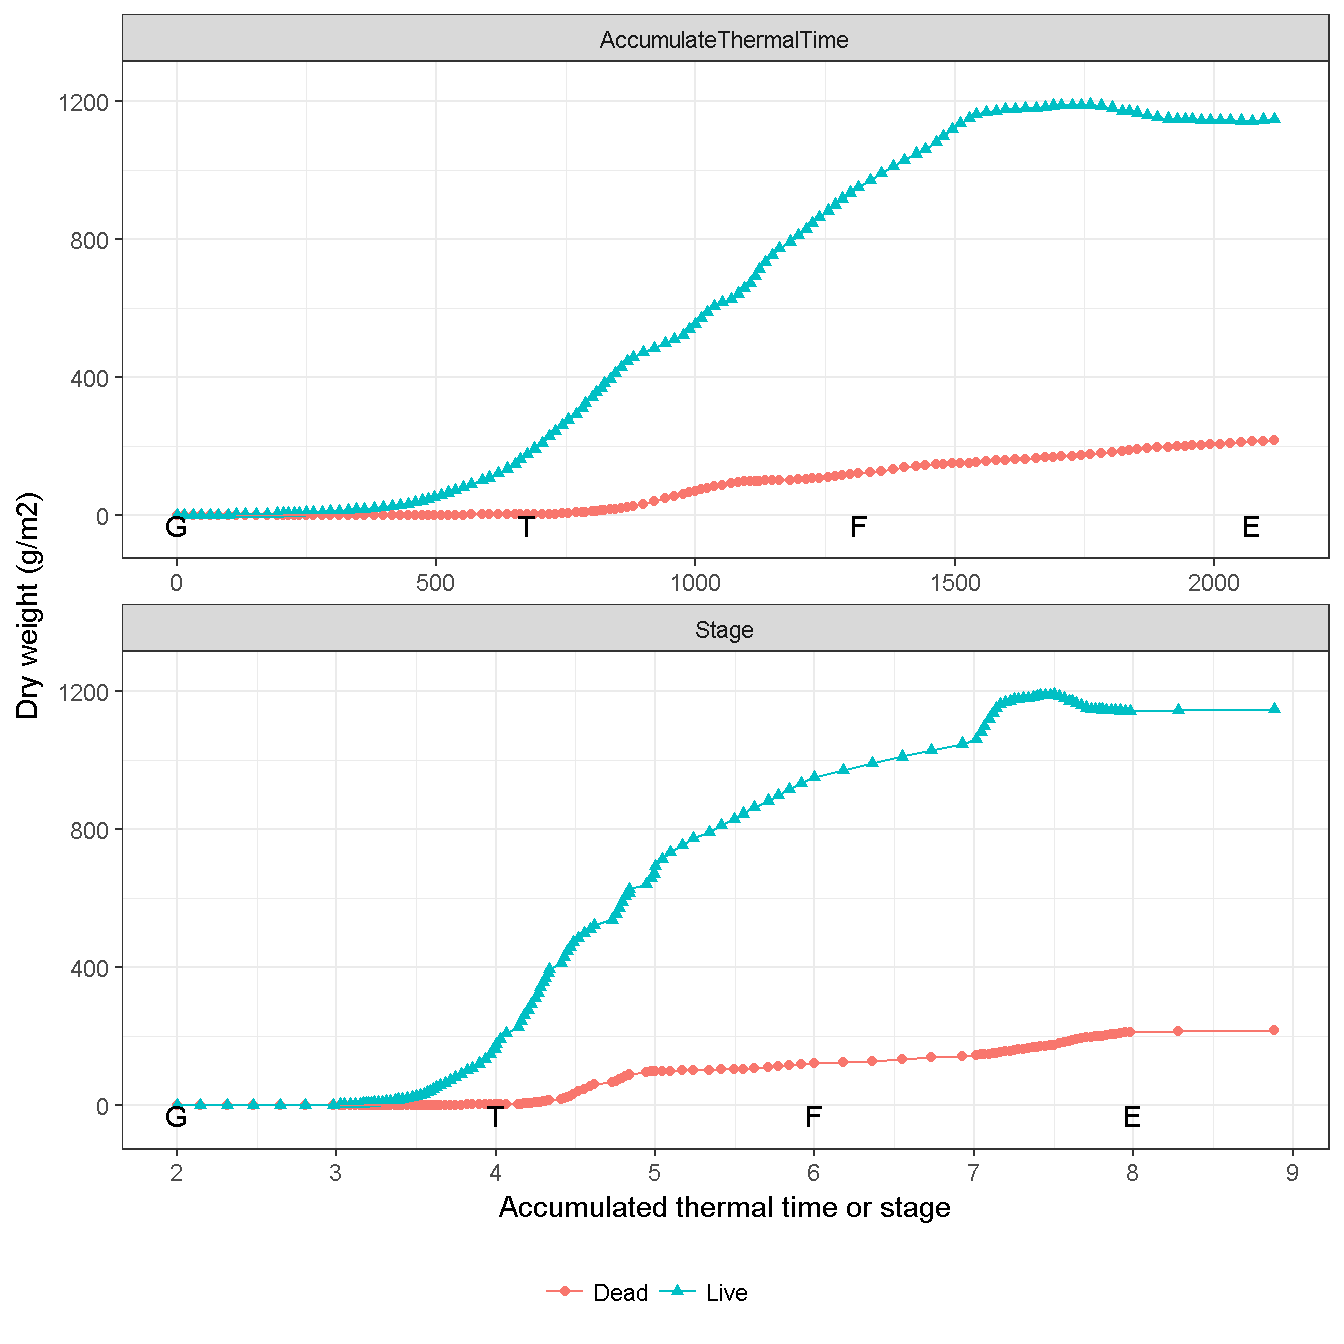 AccumulateThermalTime
1200
800
400
0
G T F E
0 500 1000 1500 2000
Stage
1200
800
400
0
G T F E
2 3 4 5 6 7 8 9
Dry weight (g/m2)
Accumulated thermal time or stage
Dead Live